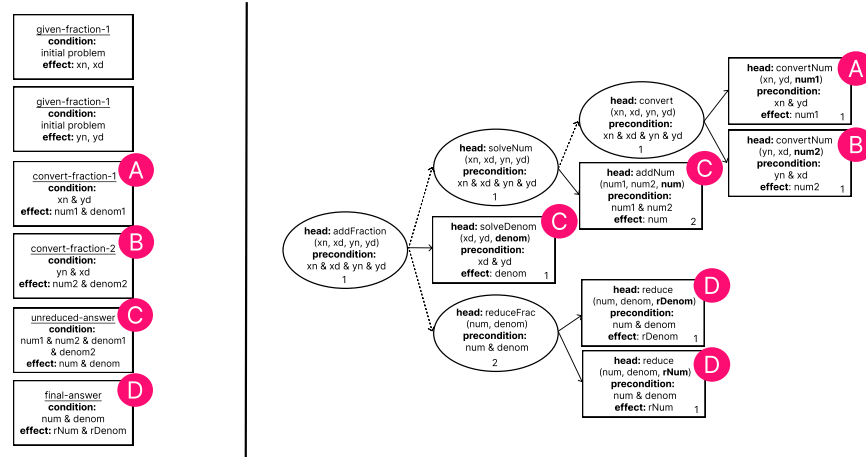 given-fraction-1
condition:
initial problem
effect: xn, xd
given-fraction-1
condition:
initial problem
effect: yn, yd
A
convert-fraction-1
condition:
xn & yd
effect: num1 & denom1
B
convert-fraction-2
condition:
yn & xd
effect: num2 & denom2
C
unreduced-answer
condition:
num1 & num2 & denom1
& denom2
effect: num & denom
D
final-answer
condition:
num & denom
effect: rNum & rDenom
head: addFraction
(xn, xd, yn, yd)
precondition:
xn & xd & yn & yd
1
head: solveNum
(xn, xd, yn, yd)
precondition:
xn & xd & yn & yd
1
C
head: solveDenom
(xd, yd, denom)
precondition:
xd & yd
effect: denom
1
head: reduceFrac
(num, denom)
precondition:
num & denom
2
head: convert
(xn, xd, yn, yd)
precondition:
xn & xd & yn & yd
1
C
head: addNum
(num1, num2, num)
precondition:
num1 & num2
effect: num
2
A
head: convertNum
(xn, yd, num1)
precondition:
xn & yd
effect: num1
1
B
head: convertNum
(yn, xd, num2)
precondition:
yn & xd
effect: num2
1
D
head: reduce
(num, denom, rDenom)
precondition:
num & denom
effect: rDenom
1
D
head: reduce
(num, denom, rNum)
precondition:
num & denom
effect: rNum
1